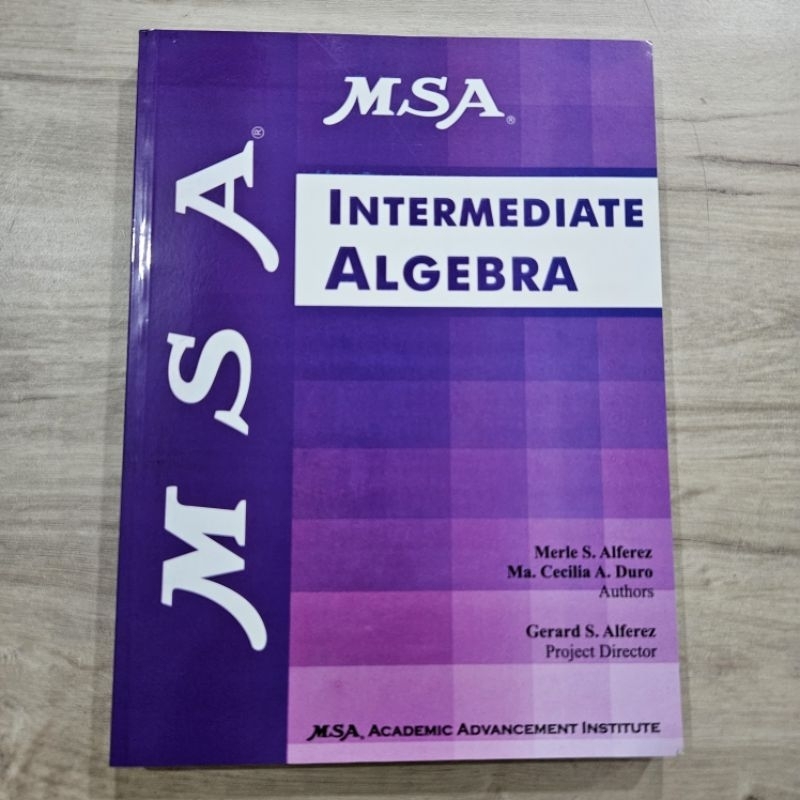 MSA®
MSA®
INTERMEDIATE
ALGEBRA
Merle S. Alferez
Ma. Cecilia A. Duro
Authors
Gerard S. Alferez
Project Director
MSA® ACADEMIC ADVANCEMENT INSTITUTE